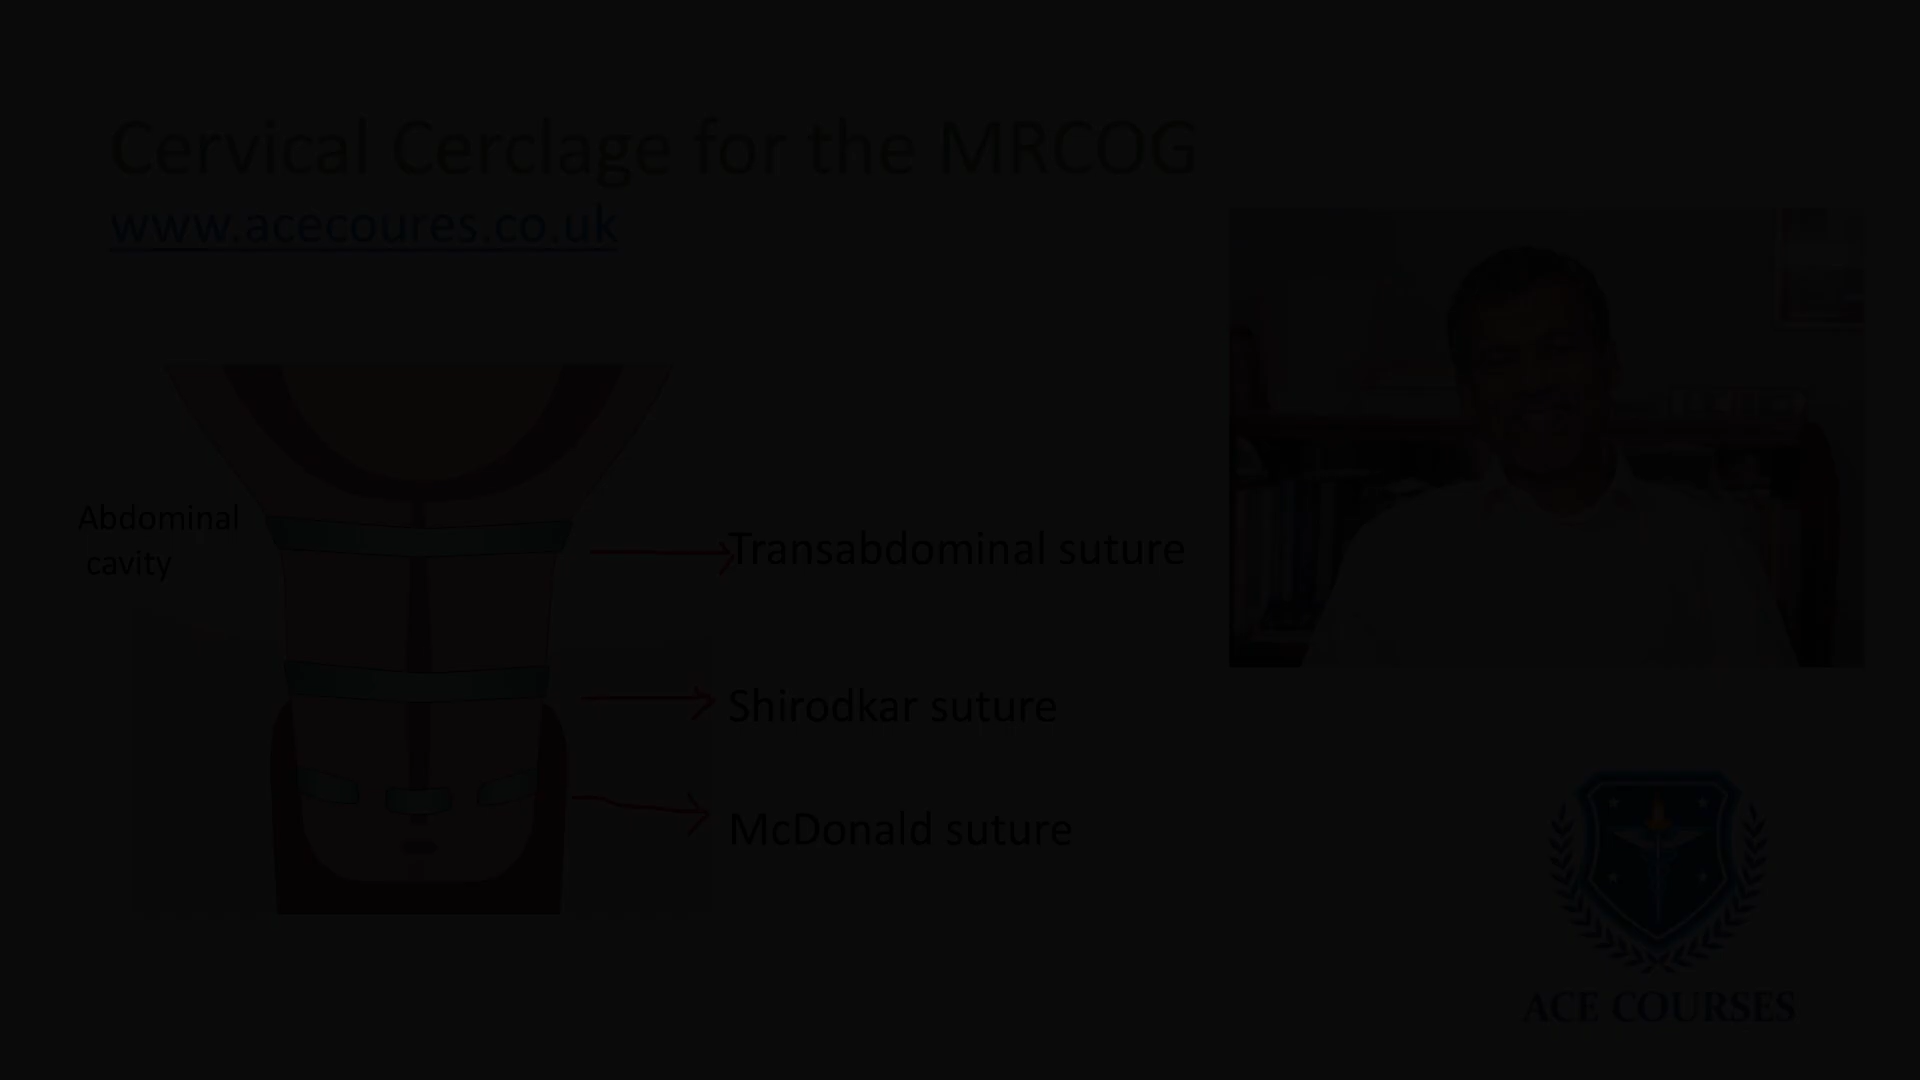 Cervical Cerclage for the MRCOG
www.acecoures.co.uk
Abdominal
cavity
Transabdominal suture
Shirodkar suture
McDonald suture
ACE COURSES